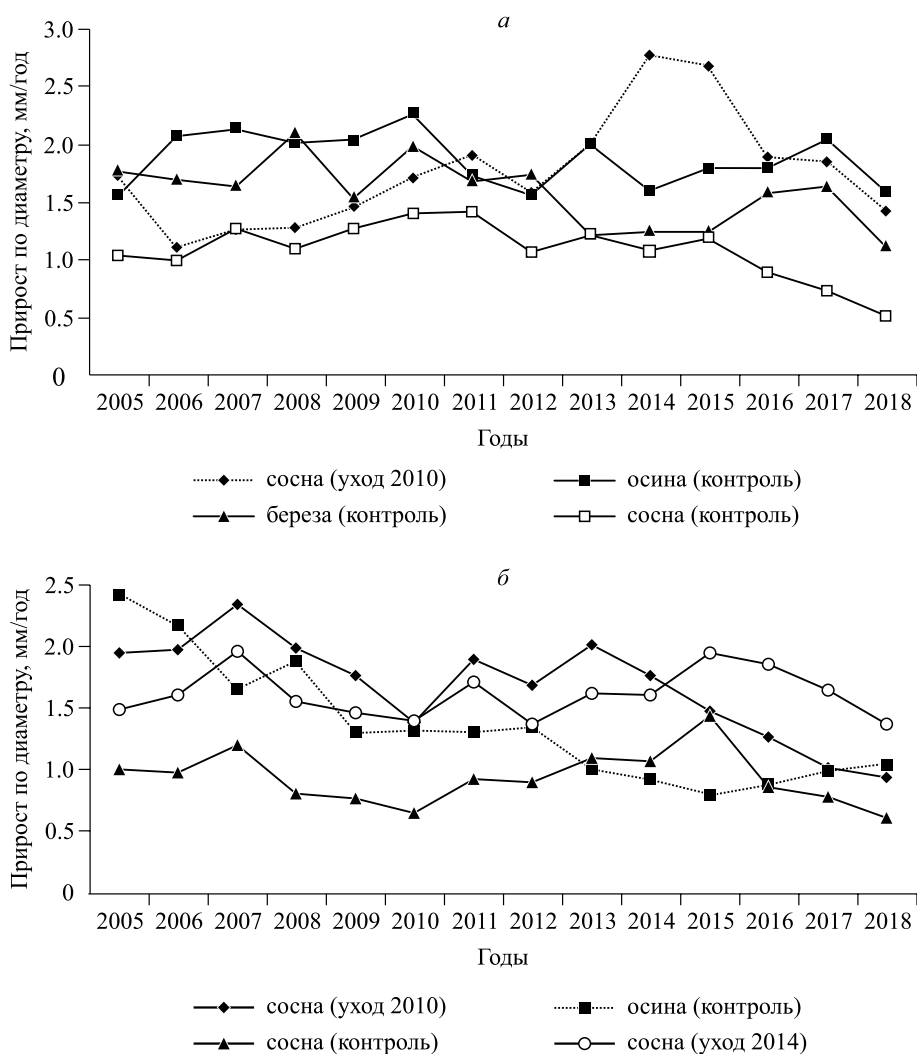 а
Прирост по диаметру, мм/год
3.0
2.5
2.0
1.5
1.0
0.5
0
2005 2006 2007 2008 2009 2010 2011 2012 2013 2014 2015 2016 2017 2018
Годы
сосна (уход 2010) осина (контроль)
береза (контроль) сосна (контроль)
б
Прирост по диаметру, мм/год
2.5
2.0
1.5
1.0
0.5
0
2005 2006 2007 2008 2009 2010 2011 2012 2013 2014 2015 2016 2017 2018
Годы
сосна (уход 2010) осина (контроль)
сосна (контроль) сосна (уход 2014)